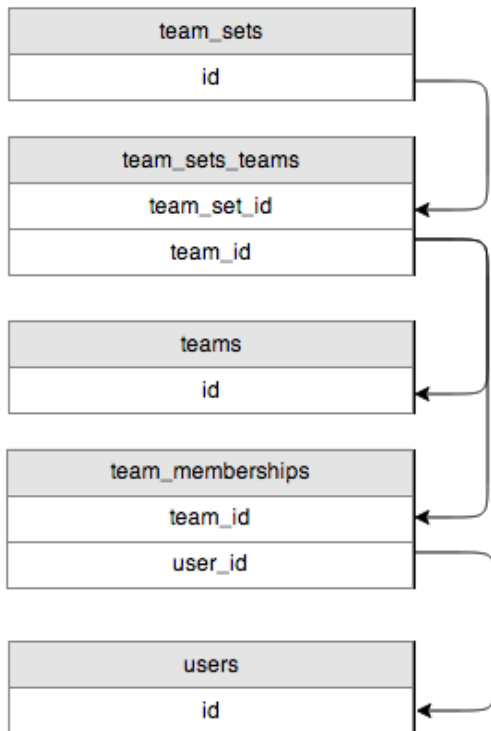 team_sets
id
team_sets_teams
team_set_id
team_id
teams
id
team_memberships
team_id
user_id
users
id